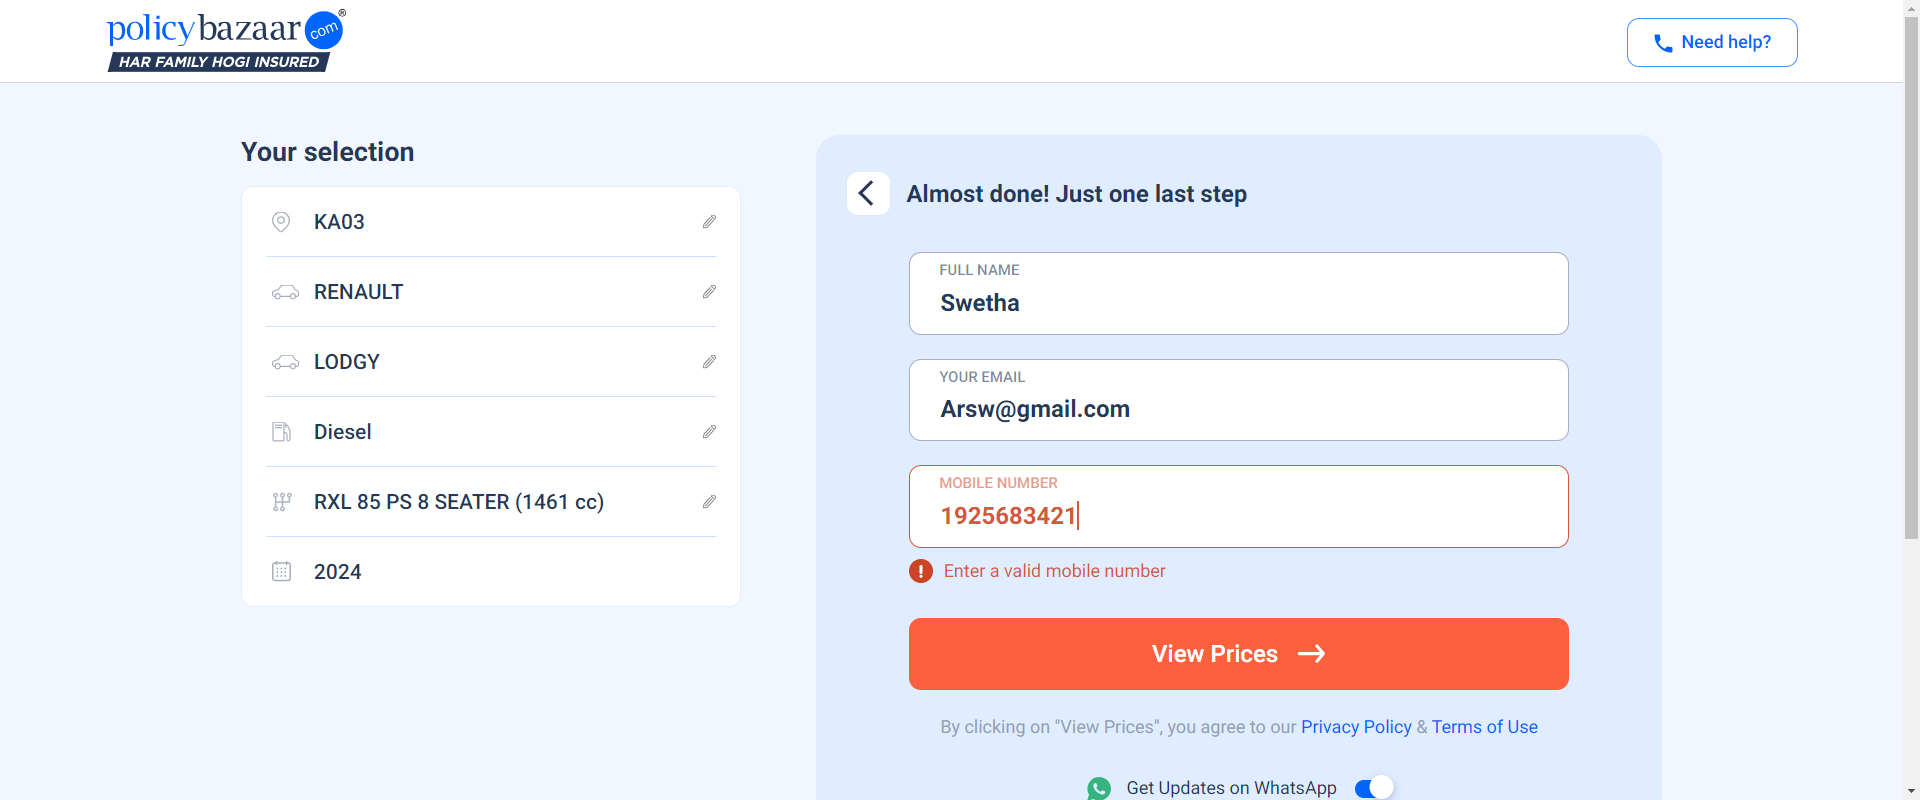 policybazaar.com®
HAR FAMILY HOGI INSURED
Need help?
Your selection
KA03
RENAULT
LODGY
Diesel
RXL 85 PS 8 SEATER (1461 cc)
2024
Almost done! Just one last step
FULL NAME
Swetha
YOUR EMAIL
Arsw@gmail.com
MOBILE NUMBER
1925683421
Enter a valid mobile number
View Prices
By clicking on "View Prices", you agree to our Privacy Policy & Terms of Use
Get Updates on WhatsApp